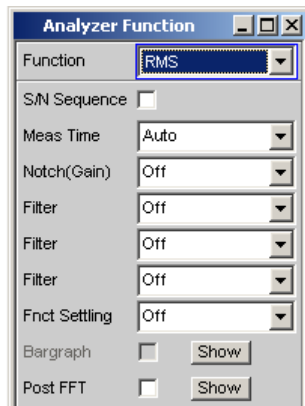 Analyzer Function
Function RMS
S/N Sequence
Meas Time Auto
Notch(Gain) Off
Filter Off
Filter Off
Filter Off
Fnct Settling Off
Bargraph Show
Post FFT Show